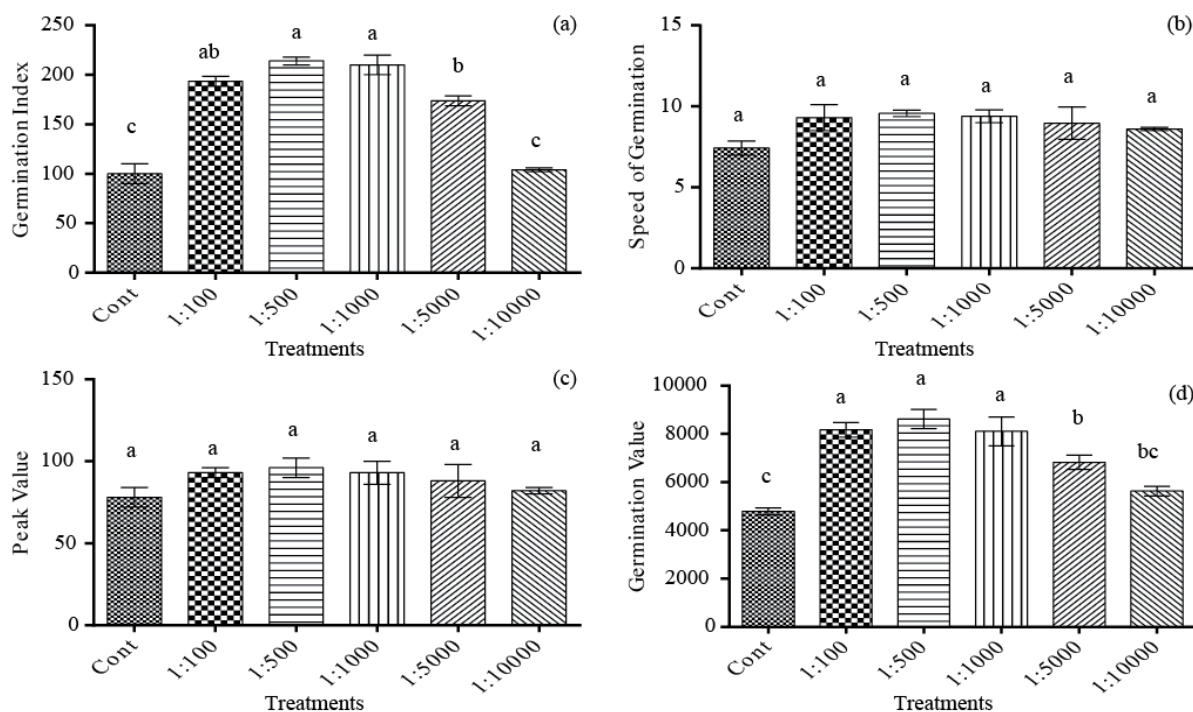 (a)
250
200
150
100
50
0
Germination Index
c
ab
a
a
b
c
Cont
1:100
1:500
1:1000
1:5000
1:10000
Treatments
(b)
15
10
5
0
Speed of Germination
a
a
a
a
a
a
Cont
1:100
1:500
1:1000
1:5000
1:10000
Treatments
(c)
150
100
50
0
Peak Value
a
a
a
a
a
a
Cont
1:100
1:500
1:1000
1:5000
1:10000
Treatments
(d)
10000
8000
6000
4000
2000
0
Germination Value
c
a
a
a
b
bc
Cont
1:100
1:500
1:1000
1:5000
1:10000
Treatments